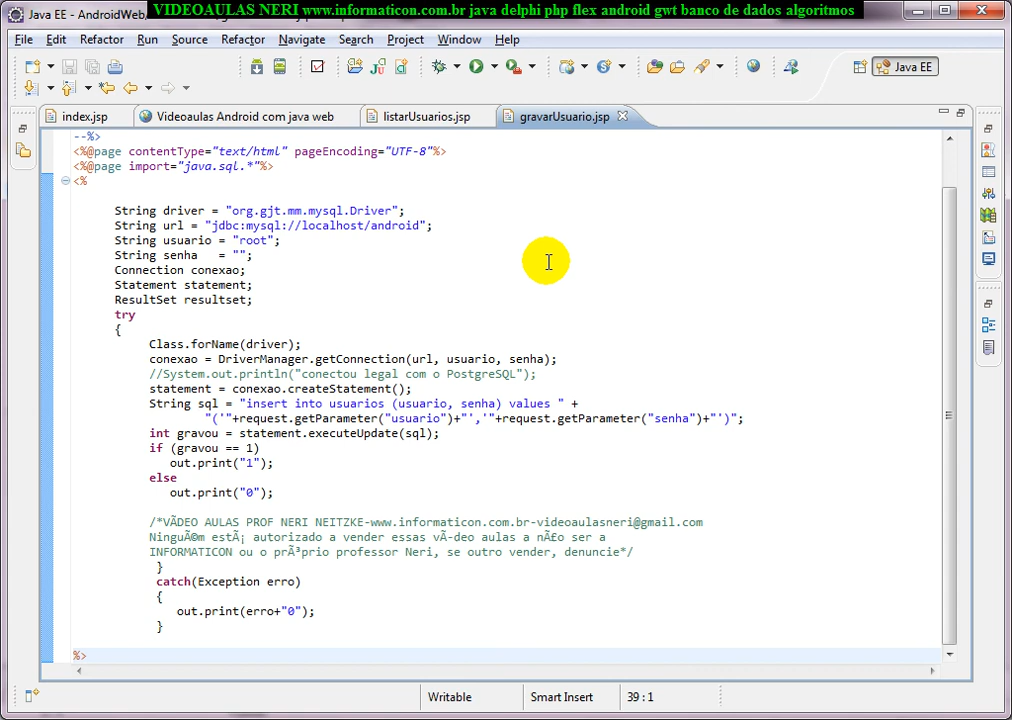 Java EE - AndroidWeb/
VIDEOAULAS NERI www.informaticon.com.br java delphi php flex android gwt banco de dados algoritmos
File Edit Refactor Run Source Refactor Navigate Search Project Window Help
Java EE
index.jsp Videoaulas Android com java web listarUsuarios.jsp gravarUsuario.jsp
--%>
<%@page contentType="text/html" pageEncoding="UTF-8"%>
<%@page import="java.sql.*"%>
<%
String driver = "org.gjt.mm.mysql.Driver";
String url = "jdbc:mysql://localhost/android";
String usuario = "root";
String senha = "";
Connection conexao;
Statement statement;
ResultSet resultset;
try
{
Class.forName(driver);
conexao = DriverManager.getConnection(url, usuario, senha);
//System.out.println("conectou legal com o PostgreSQL");
statement = conexao.createStatement();
String sql = "insert into usuarios (usuario, senha) values " +
"('"+request.getParameter("usuario")+"','"+request.getParameter("senha")+"')";
int gravou = statement.executeUpdate(sql);
if (gravou == 1)
out.print("1");
else
out.print("0");
/*VÃDEO AULAS PROF NERI NEITZKE-www.informaticon.com.br-videoaulasneri@gmail.com
NinguÃ©m estÃ¡ autorizado a vender essas vÃ­deo aulas a nÃ£o ser a
INFORMATICON ou o prÃ³prio professor Neri, se outro vender, denuncie*/
}
catch(Exception erro)
{
out.print(erro+"0");
}
%>
Writable Smart Insert 39 : 1